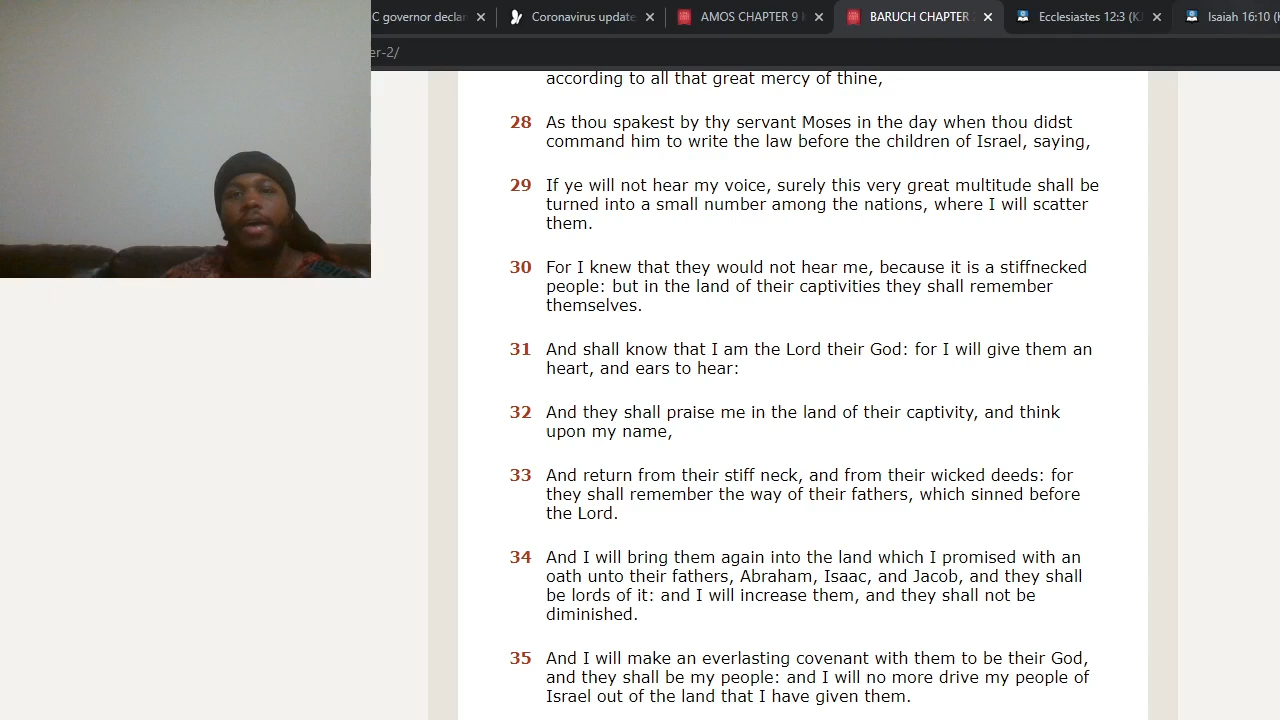 C governor declar
Coronavirus update
AMOS CHAPTER 9
BARUCH CHAPTER
Ecclesiastes 12:3 (KJ
Isaiah 16:10 (K
er-2/
according to all that great mercy of thine,
28 As thou spakest by thy servant Moses in the day when thou didst
command him to write the law before the children of Israel, saying,
29 If ye will not hear my voice, surely this very great multitude shall be
turned into a small number among the nations, where I will scatter
them.
30 For I knew that they would not hear me, because it is a stiffnecked
people: but in the land of their captivities they shall remember
themselves.
31 And shall know that I am the Lord their God: for I will give them an
heart, and ears to hear:
32 And they shall praise me in the land of their captivity, and think
upon my name,
33 And return from their stiff neck, and from their wicked deeds: for
they shall remember the way of their fathers, which sinned before
the Lord.
34 And I will bring them again into the land which I promised with an
oath unto their fathers, Abraham, Isaac, and Jacob, and they shall
be lords of it: and I will increase them, and they shall not be
diminished.
35 And I will make an everlasting covenant with them to be their God,
and they shall be my people: and I will no more drive my people of
Israel out of the land that I have given them.